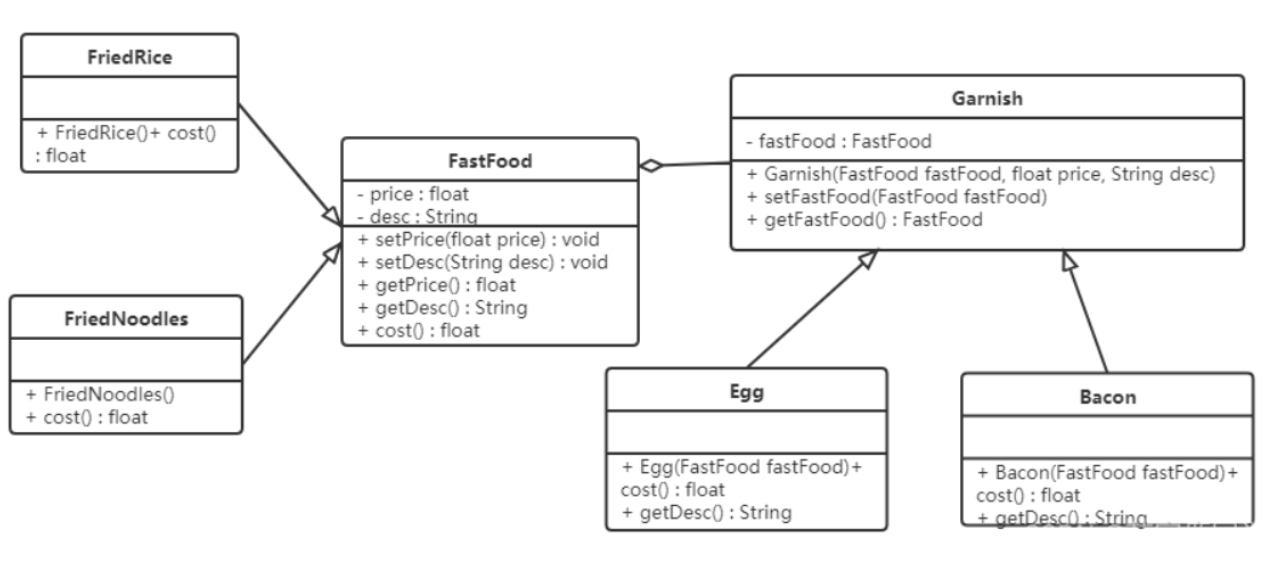 FriedRice
+ FriedRice()+ cost()
: float
FastFood
- price : float
- desc : String
+ setPrice(float price) : void
+ setDesc(String desc) : void
+ getPrice() : float
+ getDesc() : String
+ cost() : float
Garnish
- fastFood : FastFood
+ Garnish(FastFood fastFood, float price, String desc)
+ setFastFood(FastFood fastFood)
+ getFastFood() : FastFood
FriedNoodles
+ FriedNoodles()
+ cost() : float
Egg
+ Egg(FastFood fastFood)+
cost() : float
+ getDesc() : String
Bacon
+ Bacon(FastFood fastFood)+
cost() : float
+ getDesc() : String